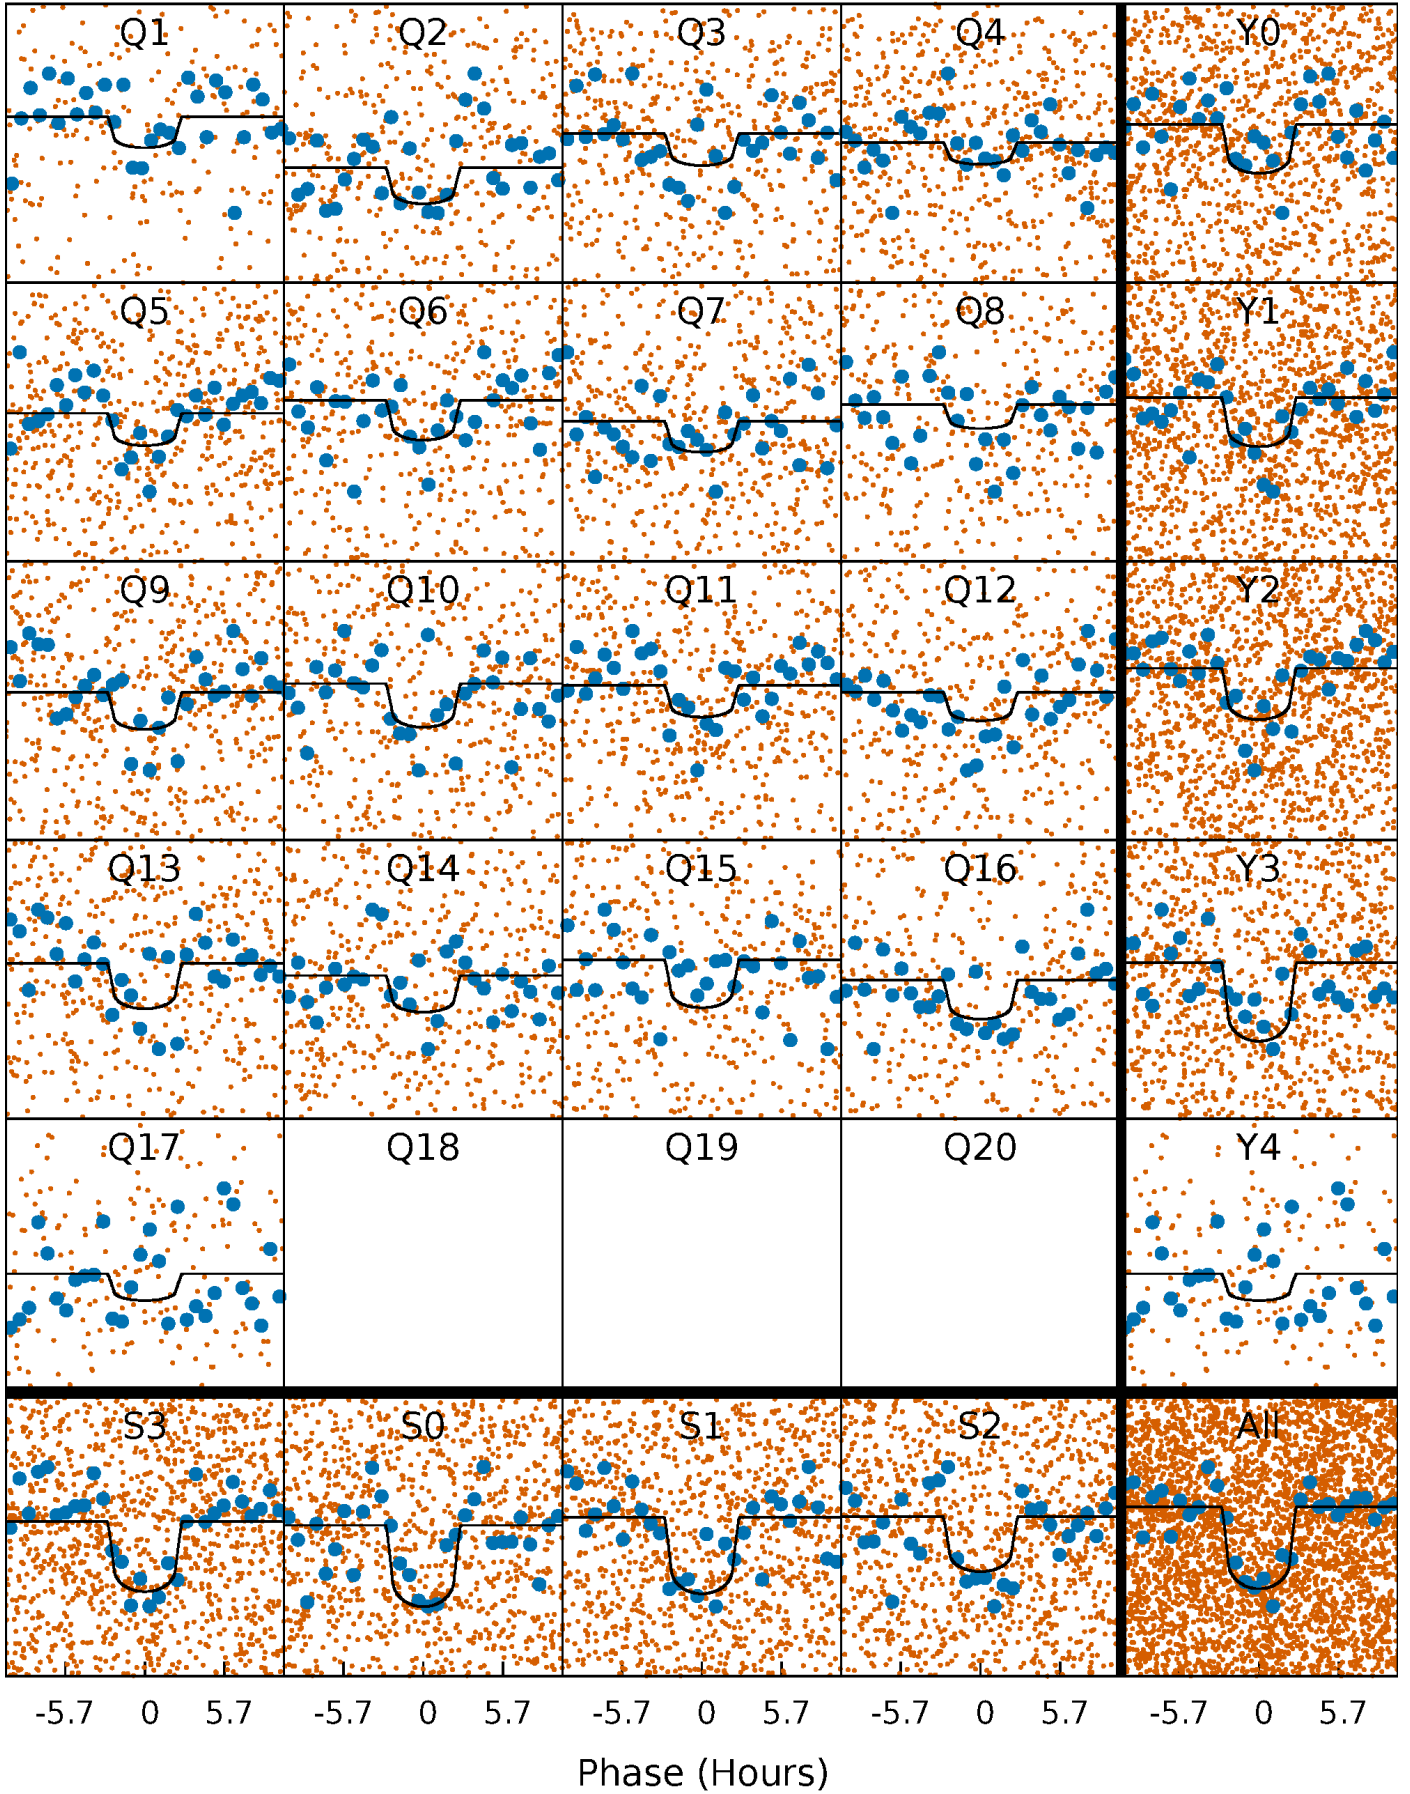 Q1 Q2 Q3 Q4 Y0
Q5 Q6 Q7 Q8 Y1
Q9 Q10 Q11 Q12 Y2
Q13 Q14 Q15 Q16 Y3
Q17 Q18 Q19 Q20 Y4
S3 S0 S1 S2 All
-5.7 0 5.7 -5.7 0 5.7 -5.7 0 5.7 -5.7 0 5.7 -5.7 0 5.7
Phase (Hours)